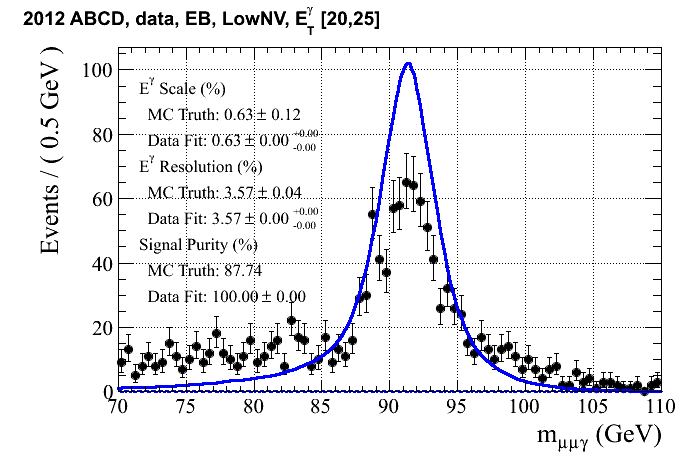 2012 ABCD, data, EB, LowNV, E_T^γ [20,25]
Events / ( 0.5 GeV )
100
80
60
40
20
0
E^γ Scale (%)
MC Truth: 0.63 ± 0.12
Data Fit: 0.63 ± 0.00 +0.00 -0.00
E^γ Resolution (%)
MC Truth: 3.57 ± 0.04
Data Fit: 3.57 ± 0.00 +0.00 -0.00
Signal Purity (%)
MC Truth: 87.74
Data Fit: 100.00 ± 0.00
70 75 80 85 90 95 100 105 110
m_μμγ (GeV)